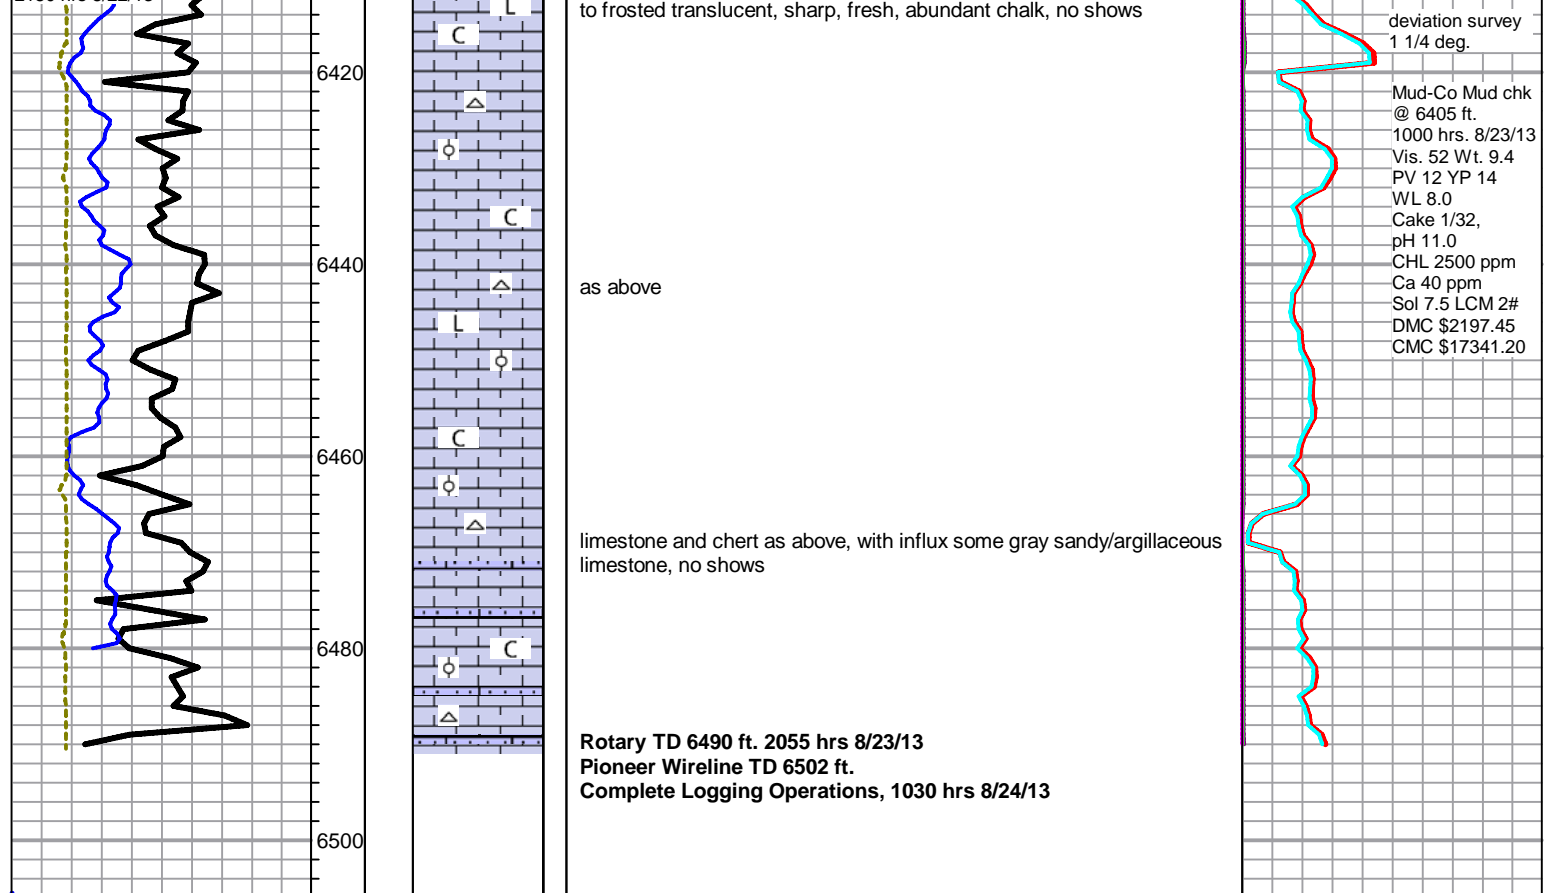 to frosted translucent, sharp, fresh, abundant chalk, no shows
deviation survey
1 1/4 deg.
L
C
6420
Mud-Co Mud chk
@ 6405 ft.
1000 hrs. 8/23/13
Vis. 52 Wt. 9.4
PV 12 YP 14
WL 8.0
Cake 1/32,
pH 11.0
CHL 2500 ppm
Ca 40 ppm
Sol 7.5 LCM 2#
DMC $2197.45
CMC $17341.20
C
6440
as above
L
C
6460
limestone and chert as above, with influx some gray sandy/argillaceous
limestone, no shows
6480
C
Rotary TD 6490 ft. 2055 hrs 8/23/13
Pioneer Wireline TD 6502 ft.
Complete Logging Operations, 1030 hrs 8/24/13
6500